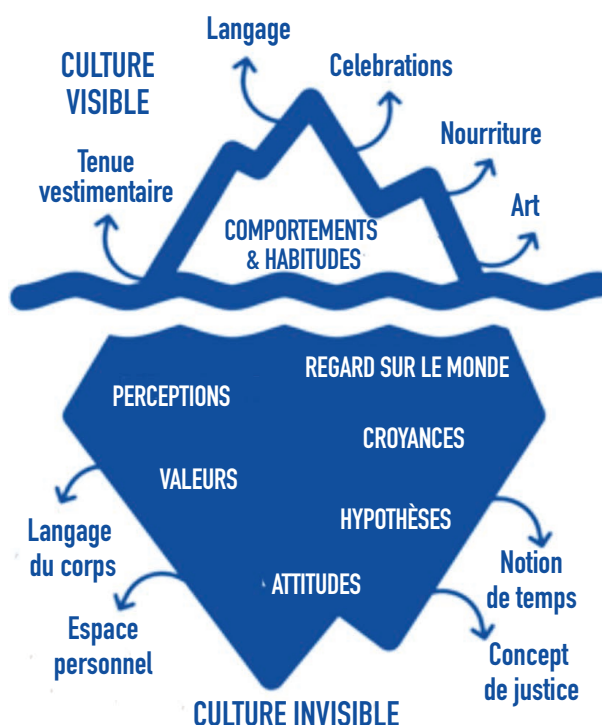 Langage
CULTURE
VISIBLE
Celebrations
Nourriture
Tenue
vestimentaire
Art
COMPORTEMENTS
& HABITUDES
REGARD SUR LE MONDE
PERCEPTIONS
CROYANCES
VALEURS
HYPOTHÈSES
Langage
du corps
Notion
de temps
ATTITUDES
Espace
personnel
Concept
de justice
CULTURE INVISIBLE